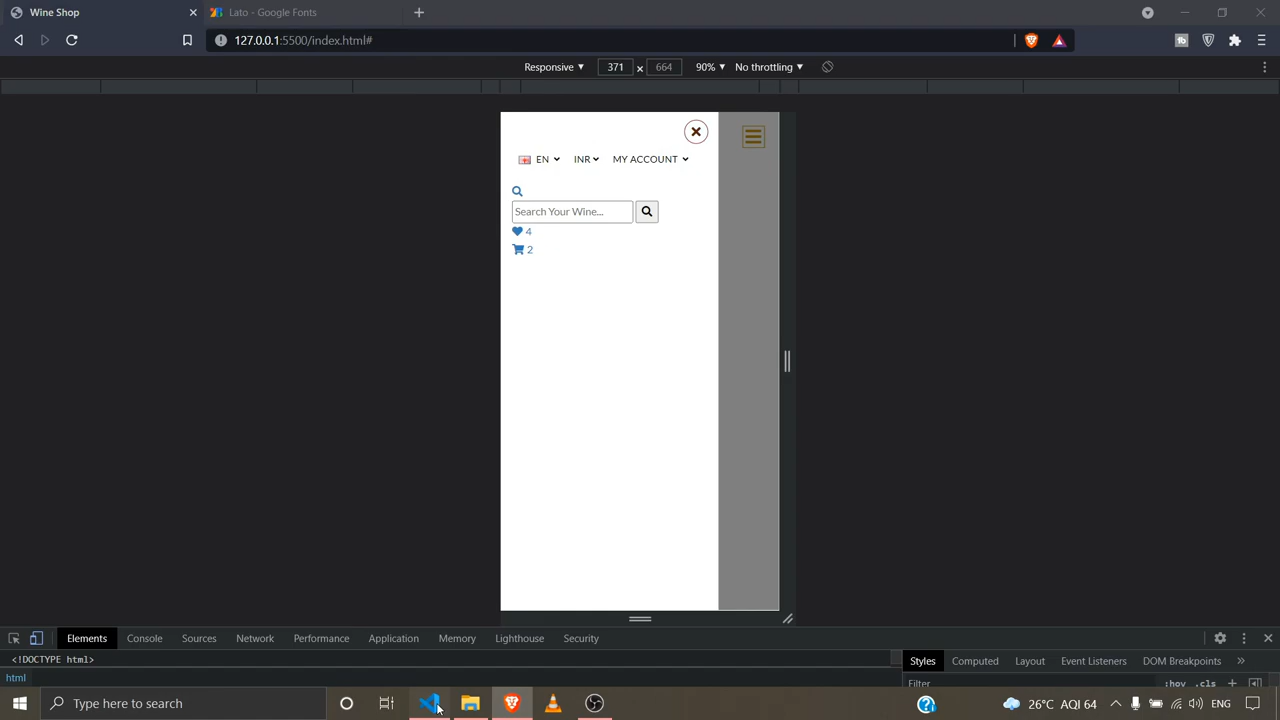 Wine Shop
Lato - Google Fonts
127.0.0.1:5500/index.html#
Responsive 371 × 664 90% No throttling
EN INR MY ACCOUNT
Search Your Wine...
4
2
Elements Console Sources Network Performance Application Memory Lighthouse Security
<!DOCTYPE html>
Styles Computed Layout Event Listeners DOM Breakpoints
html
Filter :hov .cls
Type here to search
26°C AQI 64 ENG